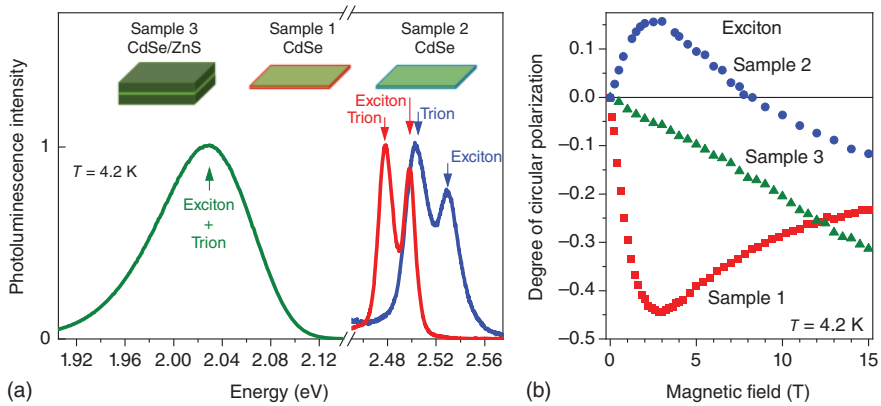 Sample 3
CdSe/ZnS
Sample 1
CdSe
Sample 2
CdSe
Photoluminescence intensity
1
0
T = 4.2 K
Exciton
+
Trion
Exciton
Trion
Trion
Exciton
1.92 1.96 2.00 2.04 2.08 2.12 2.48 2.52 2.56
(a)
Energy (eV)
Degree of circular polarization
0.1
0.0
−0.1
−0.2
−0.3
−0.4
−0.5
Exciton
Sample 2
Sample 3
Sample 1
T = 4.2 K
0 5 10 15
(b)
Magnetic field (T)